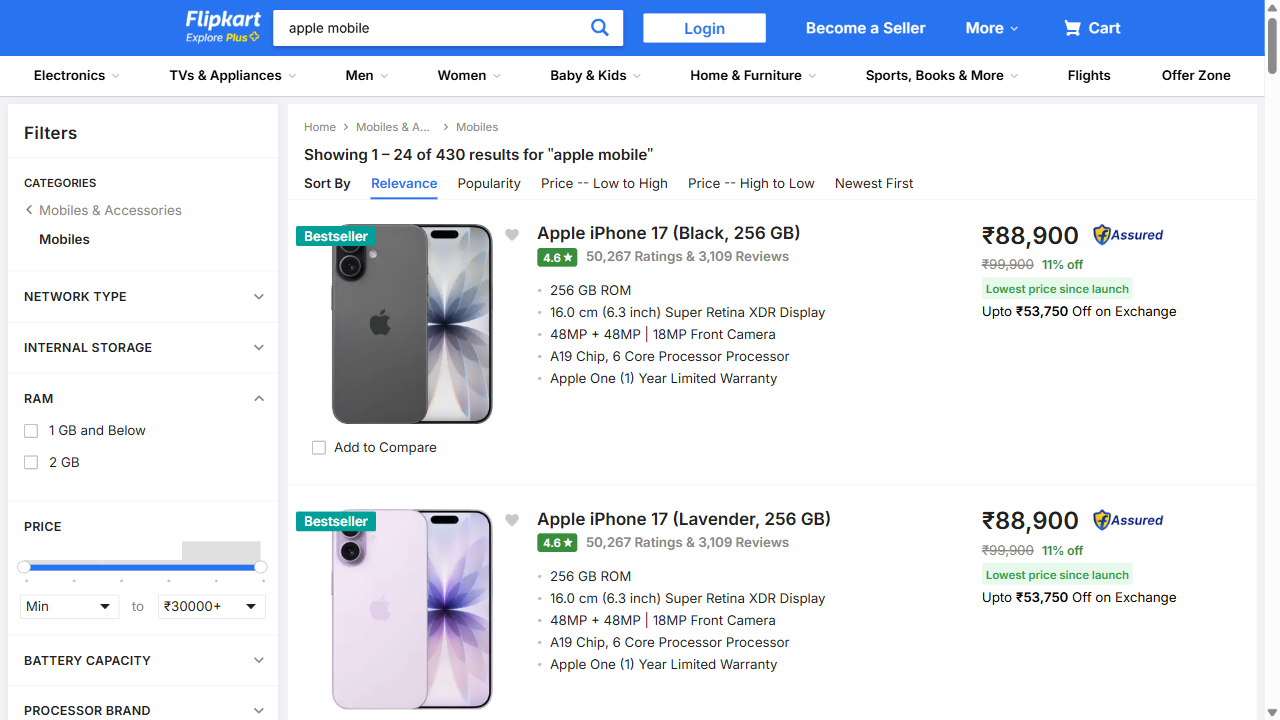 Flipkart
Explore Plus
apple mobile
Login
Become a Seller
More
Cart
Electronics
TVs & Appliances
Men
Women
Baby & Kids
Home & Furniture
Sports, Books & More
Flights
Offer Zone
Filters
CATEGORIES
Mobiles & Accessories
Mobiles
NETWORK TYPE
INTERNAL STORAGE
RAM
1 GB and Below
2 GB
PRICE
Min
to
₹30000+
BATTERY CAPACITY
PROCESSOR BRAND
Home
Mobiles & A...
Mobiles
Showing 1 – 24 of 430 results for "apple mobile"
Sort By
Relevance
Popularity
Price -- Low to High
Price -- High to Low
Newest First
Bestseller
Apple iPhone 17 (Black, 256 GB)
4.6
50,267 Ratings & 3,109 Reviews
256 GB ROM
16.0 cm (6.3 inch) Super Retina XDR Display
48MP + 48MP | 18MP Front Camera
A19 Chip, 6 Core Processor Processor
Apple One (1) Year Limited Warranty
₹88,900
Assured
₹99,900
11% off
Lowest price since launch
Upto ₹53,750 Off on Exchange
Add to Compare
Bestseller
Apple iPhone 17 (Lavender, 256 GB)
4.6
50,267 Ratings & 3,109 Reviews
256 GB ROM
16.0 cm (6.3 inch) Super Retina XDR Display
48MP + 48MP | 18MP Front Camera
A19 Chip, 6 Core Processor Processor
Apple One (1) Year Limited Warranty
₹88,900
Assured
₹99,900
11% off
Lowest price since launch
Upto ₹53,750 Off on Exchange